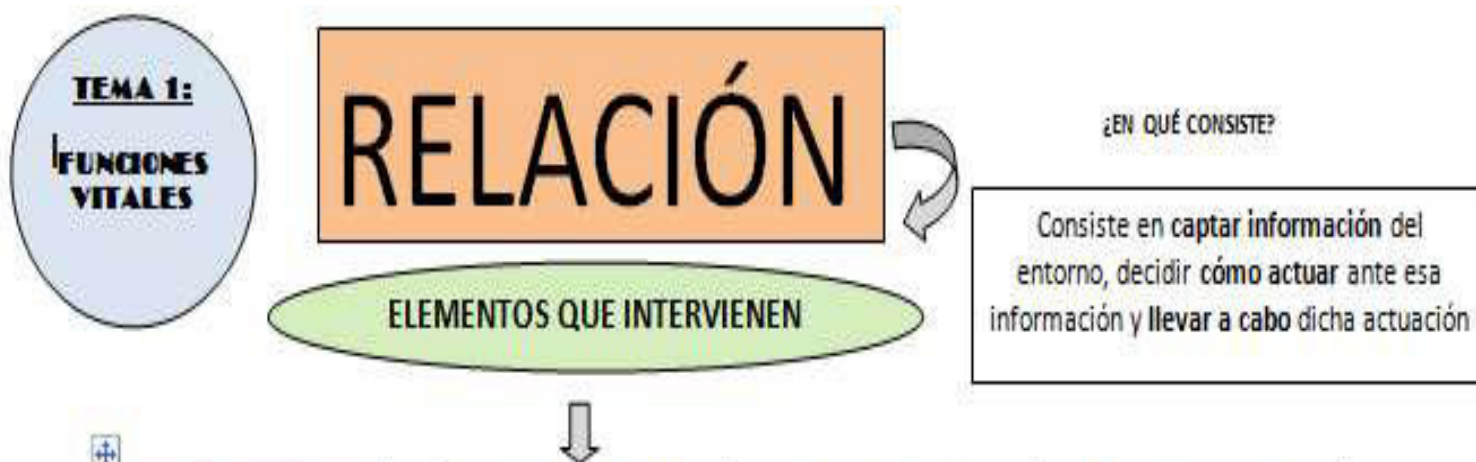 TEMA 1:
FUNCIONES
VITALES
RELACIÓN
¿EN QUÉ CONSISTE?
Consiste en captar información del
entorno, decidir cómo actuar ante esa
información y llevar a cabo dicha actuación
ELEMENTOS QUE INTERVIENEN